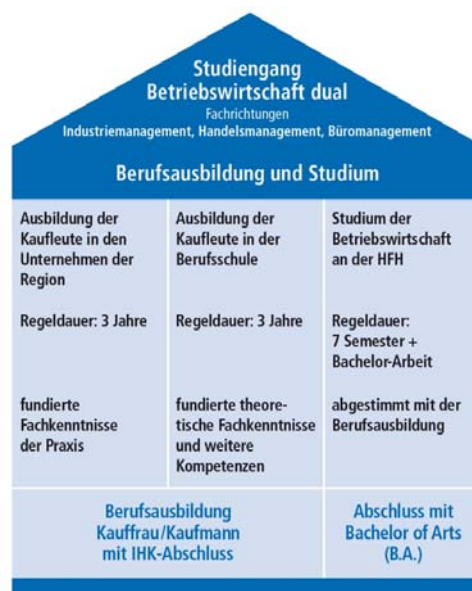 Studiengang
Betriebswirtschaft dual
Fachrichtungen
Industriemanagement, Handelsmanagement, Büromanagement
Berufsausbildung und Studium
Ausbildung der
Kaufleute in den
Unternehmen der
Region
Regeldauer: 3 Jahre
fundierte
Fachkenntnisse
der Praxis
Ausbildung der
Kaufleute in der
Berufsschule
Regeldauer: 3 Jahre
fundierte theore-
tische Fachkenntnisse
und weitere
Kompetenzen
Studium der
Betriebswirtschaft
an der HFH
Regeldauer:
7 Semester +
Bachelor-Arbeit
abgestimmt mit der
Berufsausbildung
Berufsausbildung
Kauffrau/Kaufmann
mit IHK-Abschluss
Abschluss mit
Bachelor of Arts
(B.A.)